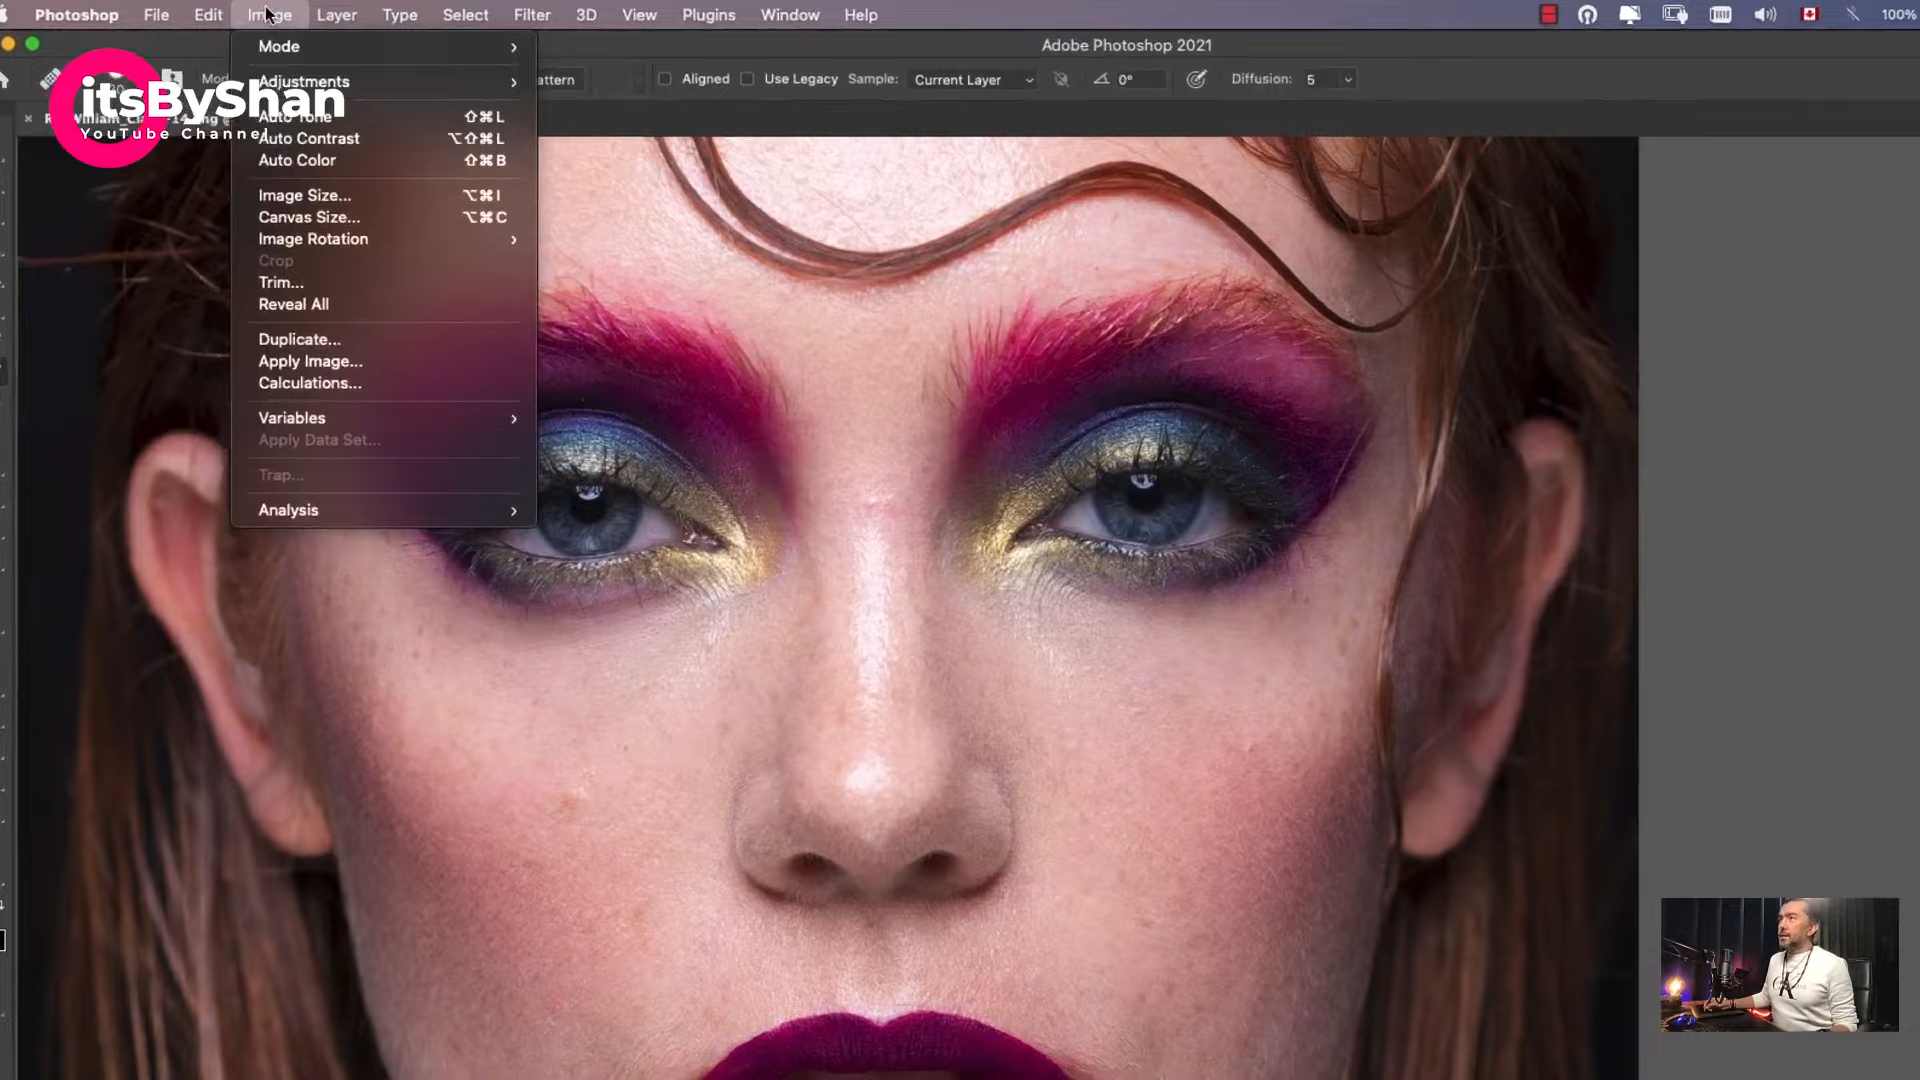 Photoshop File Edit Image Layer Type Select Filter 3D View Plugins Window Help 100%
Adobe Photoshop 2021
Aligned Use Legacy Sample: Current Layer 0° Diffusion: 5
itsByShan
YouTube Channel
Mode
Adjustments
Auto Tone ⇧⌘L
Auto Contrast ⌥⇧⌘L
Auto Color ⇧⌘B
Image Size... ⌥⌘I
Canvas Size... ⌥⌘C
Image Rotation
Crop
Trim...
Reveal All
Duplicate...
Apply Image...
Calculations...
Variables
Apply Data Set...
Trap...
Analysis